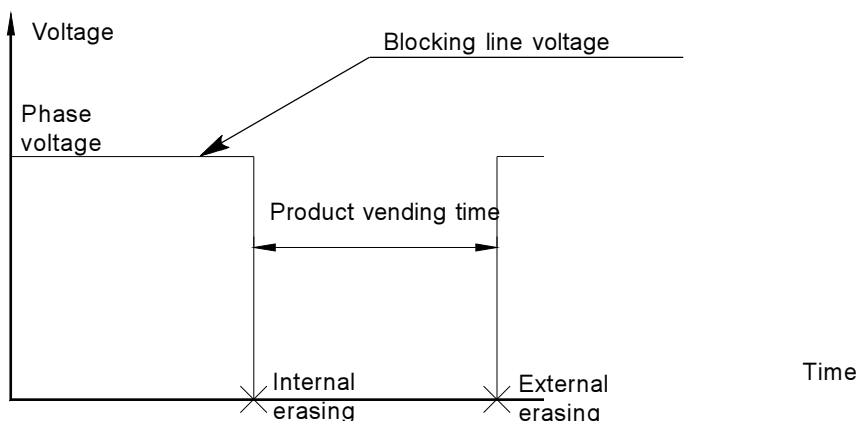 Voltage
Blocking line voltage
Phase
voltage
Product vending time
Time
Internal
erasing
External
erasing